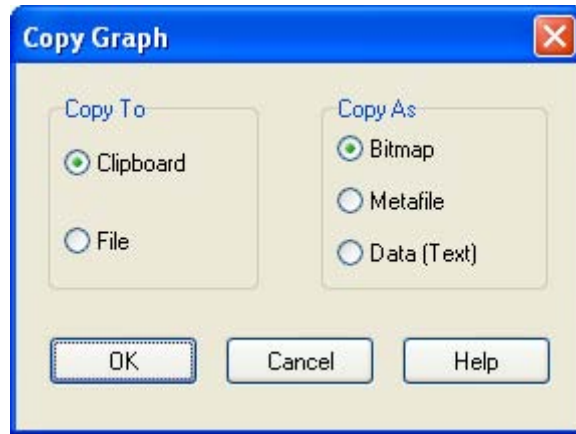 Copy Graph
Copy To
Clipboard
File
Copy As
Bitmap
Metafile
Data (Text)
OK
Cancel
Help